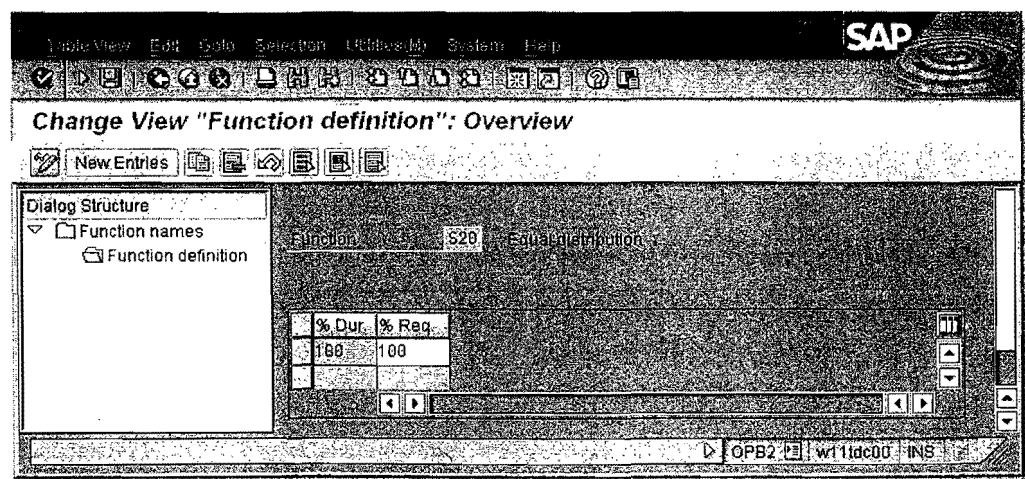 SAP
Table View Edit Goto Selection Utilities(M) System Help
Change View "Function definition": Overview
New Entries
Dialog Structure
Function names
Function definition
Function S20 Equal distribution
% Dur. % Req.
100 100
OPB2 w11tdc00 INS